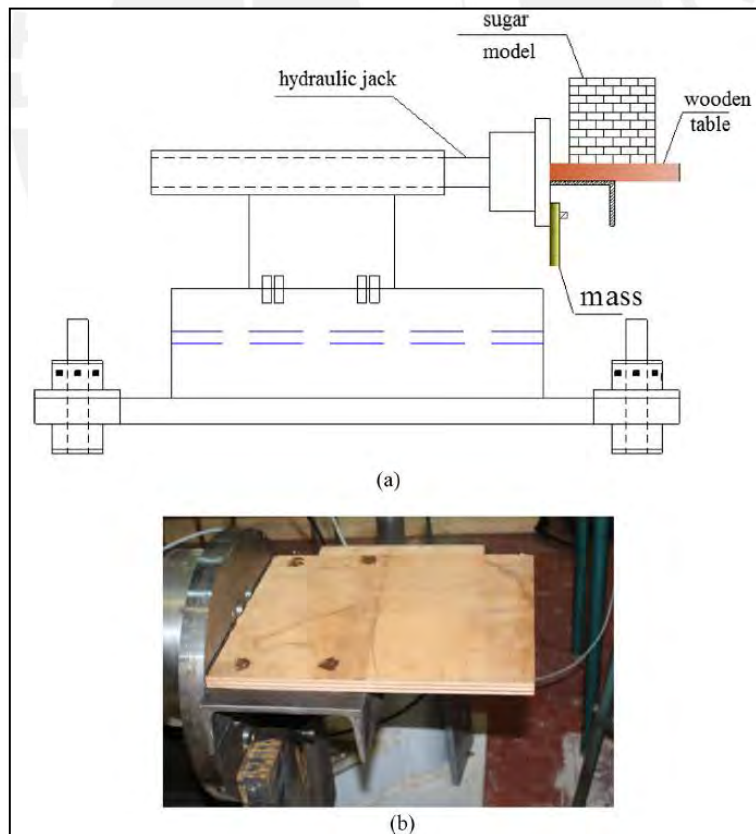 sugar
model
hydraulic jack
wooden
table
mass
(a)
(b)